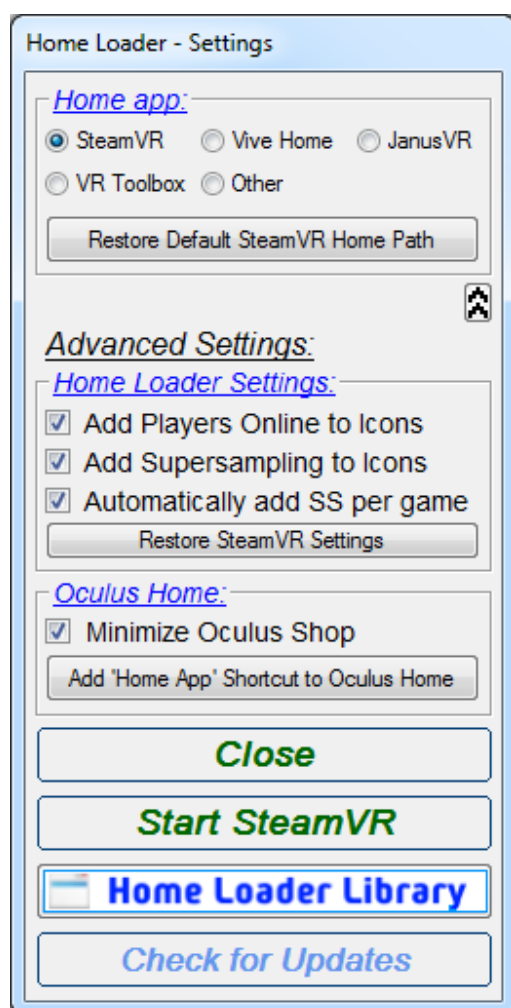 Home Loader - Settings
Home app:
SteamVR Vive Home JanusVR
VR Toolbox Other
Restore Default SteamVR Home Path
Advanced Settings:
Home Loader Settings:
Add Players Online to Icons
Add Supersampling to Icons
Automatically add SS per game
Restore SteamVR Settings
Oculus Home:
Minimize Oculus Shop
Add 'Home App' Shortcut to Oculus Home
Close
Start SteamVR
Home Loader Library
Check for Updates